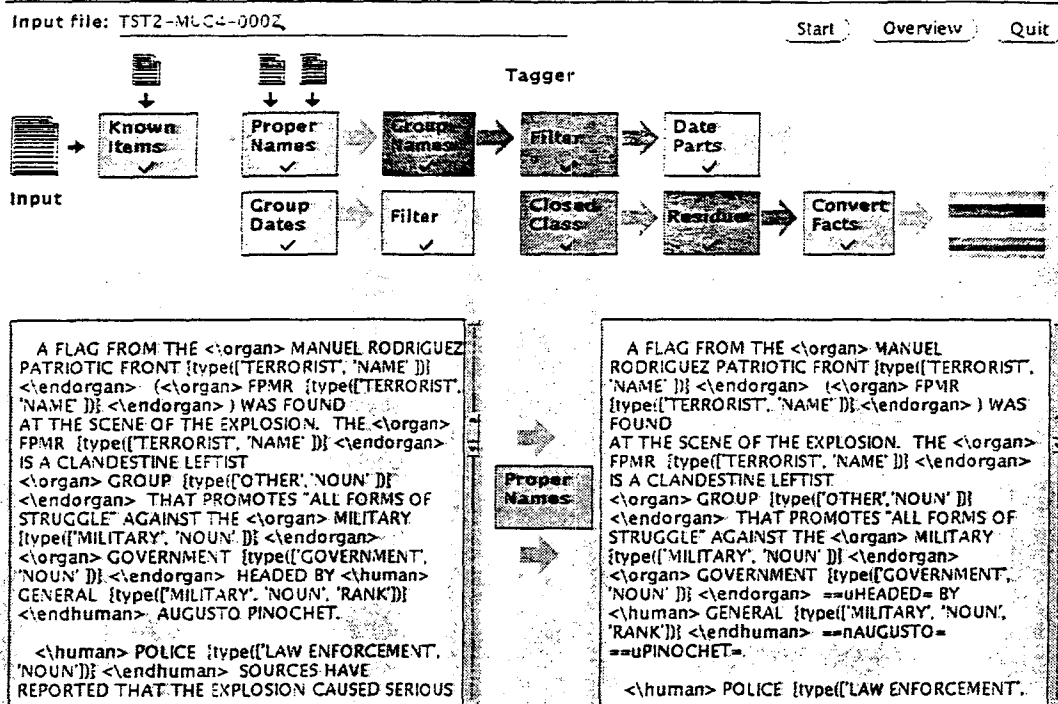 Input file: TST2-MUC4-0002
Start Overview Quit
Tagger
Known Items
Proper Names
Group Names
Filter
Date Parts
Input
Group Dates
Filter
Closed Class
Residue
Convert Facts
A FLAG FROM THE <\organ> MANUEL RODRIGUEZ
PATRIOTIC FRONT {type(['TERRORIST', 'NAME' ])}
<\endorgan> (<\organ> FPMR {type(['TERRORIST',
'NAME' ])} <\endorgan> ) WAS FOUND
AT THE SCENE OF THE EXPLOSION. THE <\organ>
FPMR {type(['TERRORIST', 'NAME' ])} <\endorgan>
IS A CLANDESTINE LEFTIST
<\organ> GROUP {type(['OTHER', 'NOUN' ])}
<\endorgan> THAT PROMOTES "ALL FORMS OF
STRUGGLE" AGAINST THE <\organ> MILITARY
{type(['MILITARY', 'NOUN' ])} <\endorgan>
<\organ> GOVERNMENT {type(['GOVERNMENT',
'NOUN' ])} <\endorgan> HEADED BY <\human>
GENERAL {type(['MILITARY', 'NOUN', 'RANK'])}
<\endhuman> AUGUSTO PINOCHET.
<\human> POLICE {type(['LAW ENFORCEMENT',
'NOUN'])} <\endhuman> SOURCES HAVE
REPORTED THAT THE EXPLOSION CAUSED SERIOUS
Proper Names
A FLAG FROM THE <\organ> MANUEL
RODRIGUEZ PATRIOTIC FRONT {type(['TERRORIST',
'NAME' ])} <\endorgan> (<\organ> FPMR
{type(['TERRORIST', 'NAME' ])} <\endorgan> ) WAS
FOUND
AT THE SCENE OF THE EXPLOSION. THE <\organ>
FPMR {type(['TERRORIST', 'NAME' ])} <\endorgan>
IS A CLANDESTINE LEFTIST
<\organ> GROUP {type(['OTHER','NOUN' ])}
<\endorgan> THAT PROMOTES "ALL FORMS OF
STRUGGLE" AGAINST THE <\organ> MILITARY
{type(['MILITARY', 'NOUN' ])} <\endorgan>
<\organ> GOVERNMENT {type(['GOVERNMENT',
'NOUN' ])} <\endorgan> ==uHEADED= BY
<\human> GENERAL {type(['MILITARY', 'NOUN',
'RANK'])} <\endhuman> ==nAUGUSTO=
==uPINOCHET=.
<\human> POLICE {type(['LAW ENFORCEMENT',